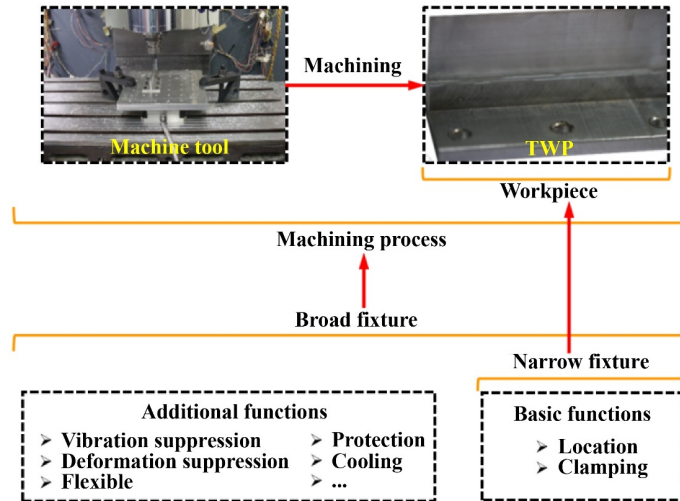 Machining
Machine tool
TWP
Workpiece
Machining process
Broad fixture
Narrow fixture
Additional functions
➢ Vibration suppression
➢ Protection
➢ Deformation suppression
➢ Cooling
➢ Flexible
➢ ...
Basic functions
➢ Location
➢ Clamping